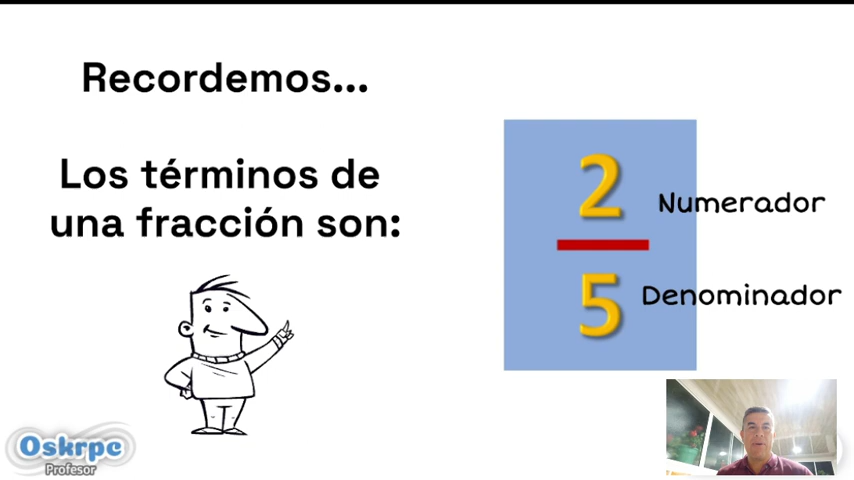 Recordemos...
Los términos de
una fracción son:
2
Numerador
5
Denominador
Oskrpc
Profesor